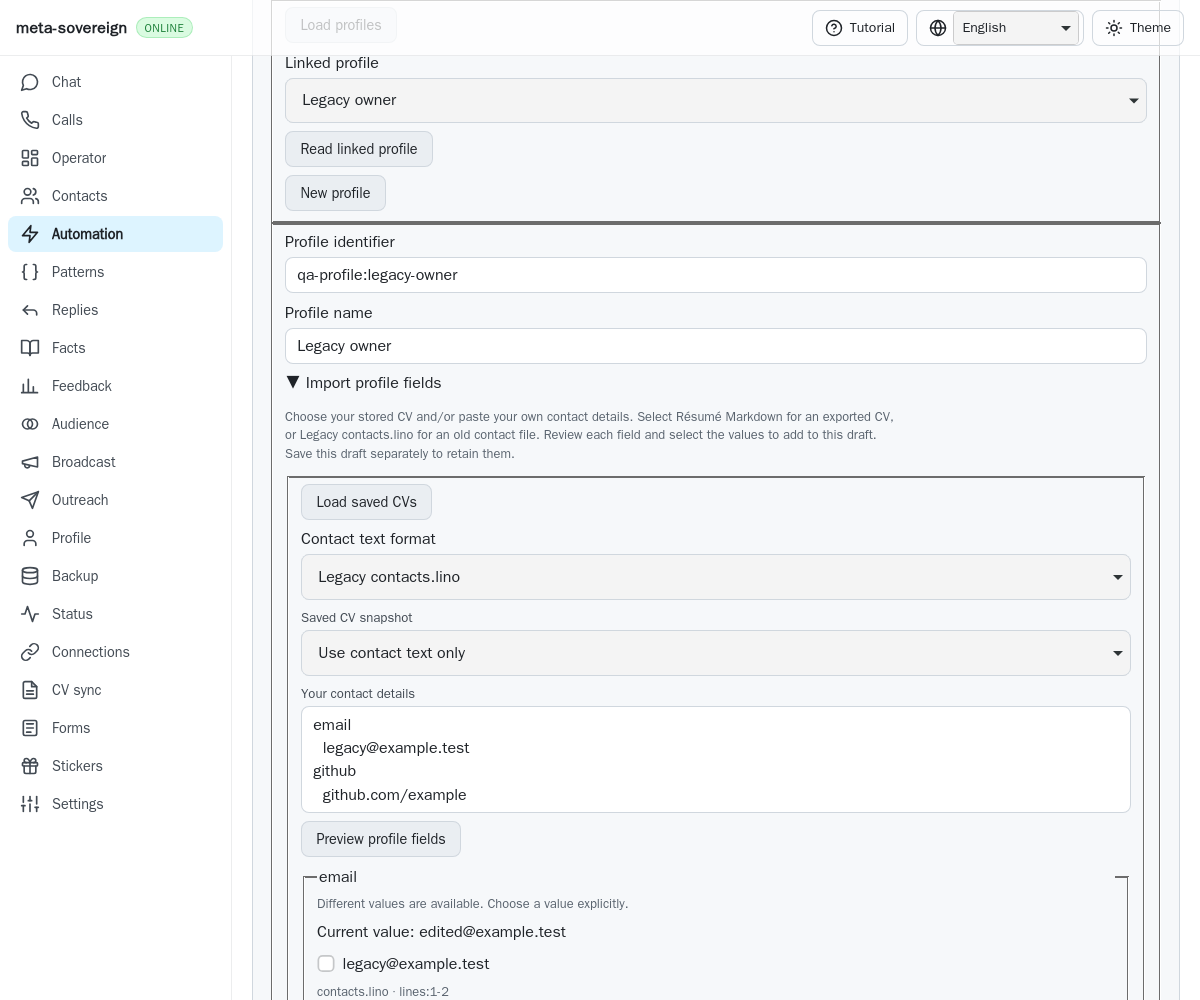 meta-sovereign
ONLINE
Load profiles
Tutorial
English
Theme
Chat
Calls
Operator
Contacts
Automation
Patterns
Replies
Facts
Feedback
Audience
Broadcast
Outreach
Profile
Backup
Status
Connections
CV sync
Forms
Stickers
Settings
Linked profile
Legacy owner
Read linked profile
New profile
Profile identifier
qa-profile:legacy-owner
Profile name
Legacy owner
Import profile fields
Choose your stored CV and/or paste your own contact details. Select Résumé Markdown for an exported CV,
or Legacy contacts.lino for an old contact file. Review each field and select the values to add to this draft.
Save this draft separately to retain them.
Load saved CVs
Contact text format
Legacy contacts.lino
Saved CV snapshot
Use contact text only
Your contact details
email
legacy@example.test
github
github.com/example
Preview profile fields
email
Different values are available. Choose a value explicitly.
Current value: edited@example.test
legacy@example.test
contacts.lino · lines:1-2